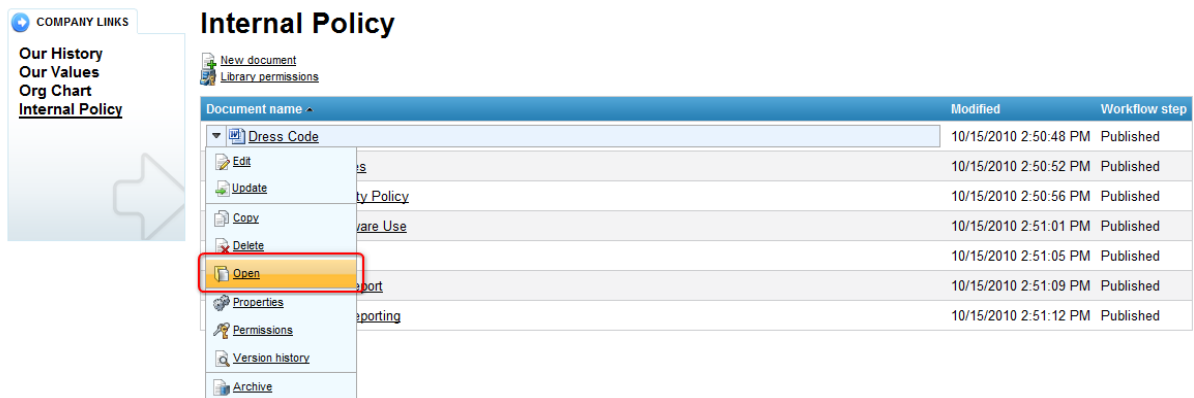 COMPANY LINKS
Our History
Our Values
Org Chart
Internal Policy
Internal Policy
New document
Library permissions
Document name Modified Workflow step
Dress Code 10/15/2010 2:50:48 PM Published
Edit
es 10/15/2010 2:50:52 PM Published
Update
ty Policy 10/15/2010 2:50:56 PM Published
Copy
ware Use 10/15/2010 2:51:01 PM Published
Delete
10/15/2010 2:51:05 PM Published
Open
eport 10/15/2010 2:51:09 PM Published
Properties
eporting 10/15/2010 2:51:12 PM Published
Permissions
Version history
Archive